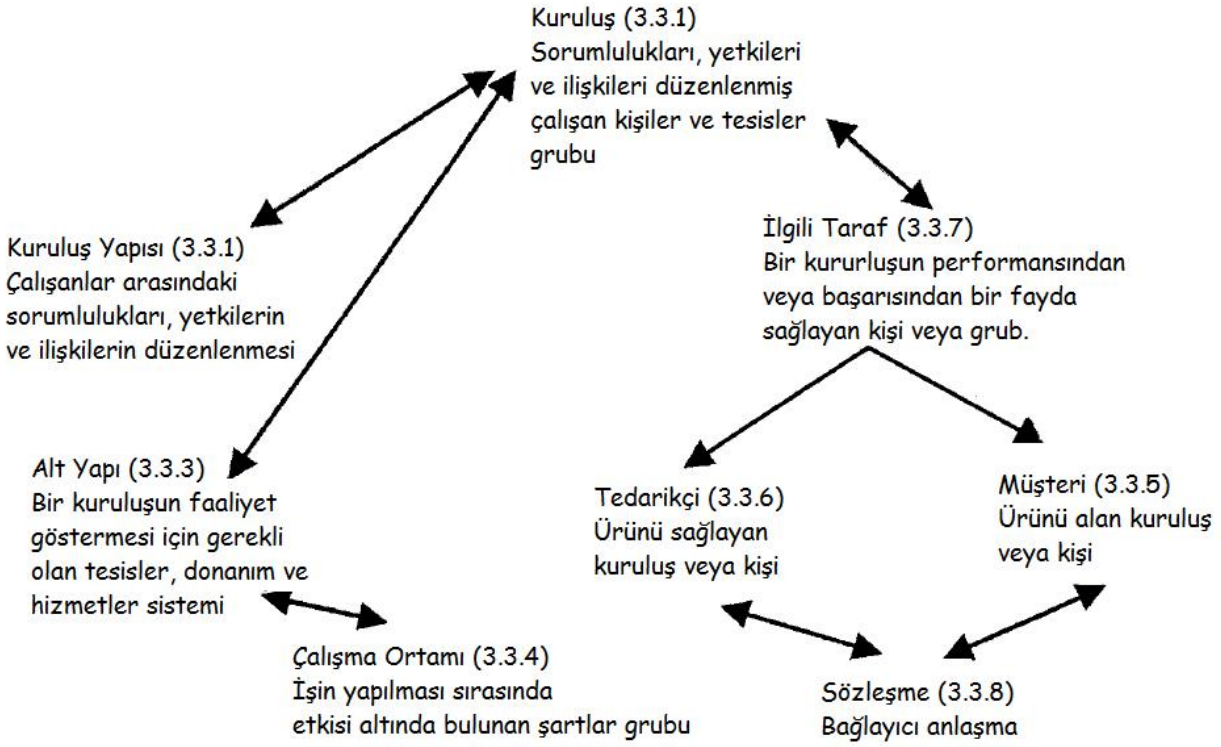 Kuruluş (3.3.1)
Sorumlulukları, yetkileri
ve ilişkileri düzenlenmiş
çalışan kişiler ve tesisler
grubu
Kuruluş Yapısı (3.3.1)
Çalışanlar arasındaki
sorumlulukları, yetkilerin
ve ilişkilerin düzenlenmesi
İlgili Taraf (3.3.7)
Bir kururluşun performansından
veya başarısından bir fayda
sağlayan kişi veya grub.
Alt Yapı (3.3.3)
Bir kuruluşun faaliyet
göstermesi için gerekli
olan tesisler, donanım ve
hizmetler sistemi
Tedarikçi (3.3.6)
Ürünü sağlayan
kuruluş veya kişi
Müşteri (3.3.5)
Ürünü alan kuruluş
veya kişi
Çalışma Ortamı (3.3.4)
İşin yapılması sırasında
etkisi altında bulunan şartlar grubu
Sözleşme (3.3.8)
Bağlayıcı anlaşma